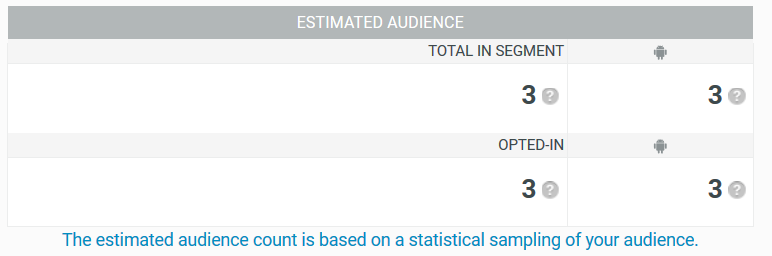 ESTIMATED AUDIENCE
TOTAL IN SEGMENT
3 ? 3 ?
OPTED-IN
3 ? 3 ?
The estimated audience count is based on a statistical sampling of your audience.